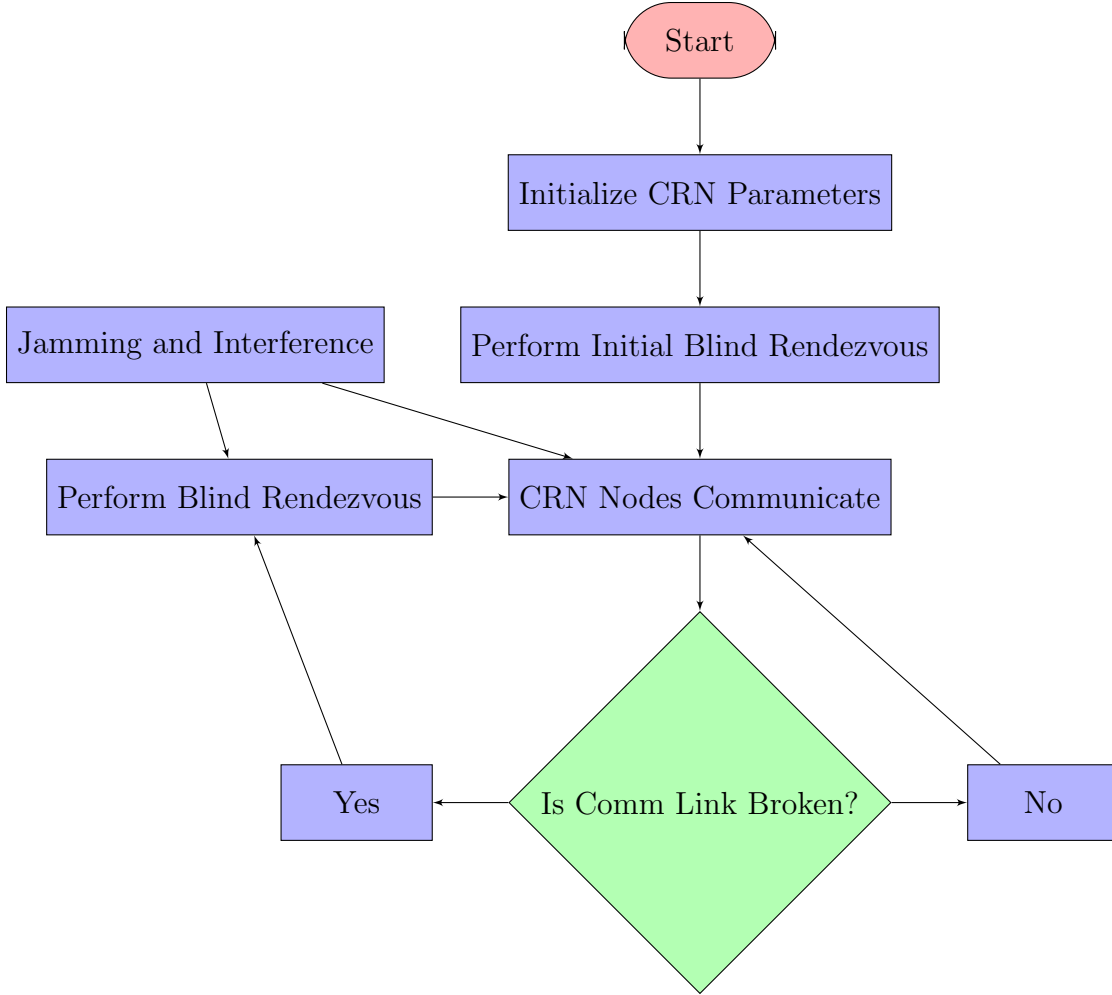 Start
Initialize CRN Parameters
Jamming and Interference
Perform Initial Blind Rendezvous
Perform Blind Rendezvous
CRN Nodes Communicate
Yes
Is Comm Link Broken?
No